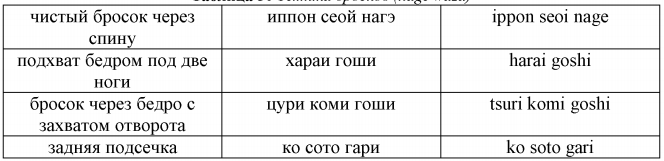 чистый бросок через спину иппон сеой нагэ ippon seoi nage
подхват бедром под две ноги хараи гоши harai goshi
бросок через бедро с захватом отворота цури коми гоши tsuri komi goshi
задняя подсечка ко сото гари ko soto gari